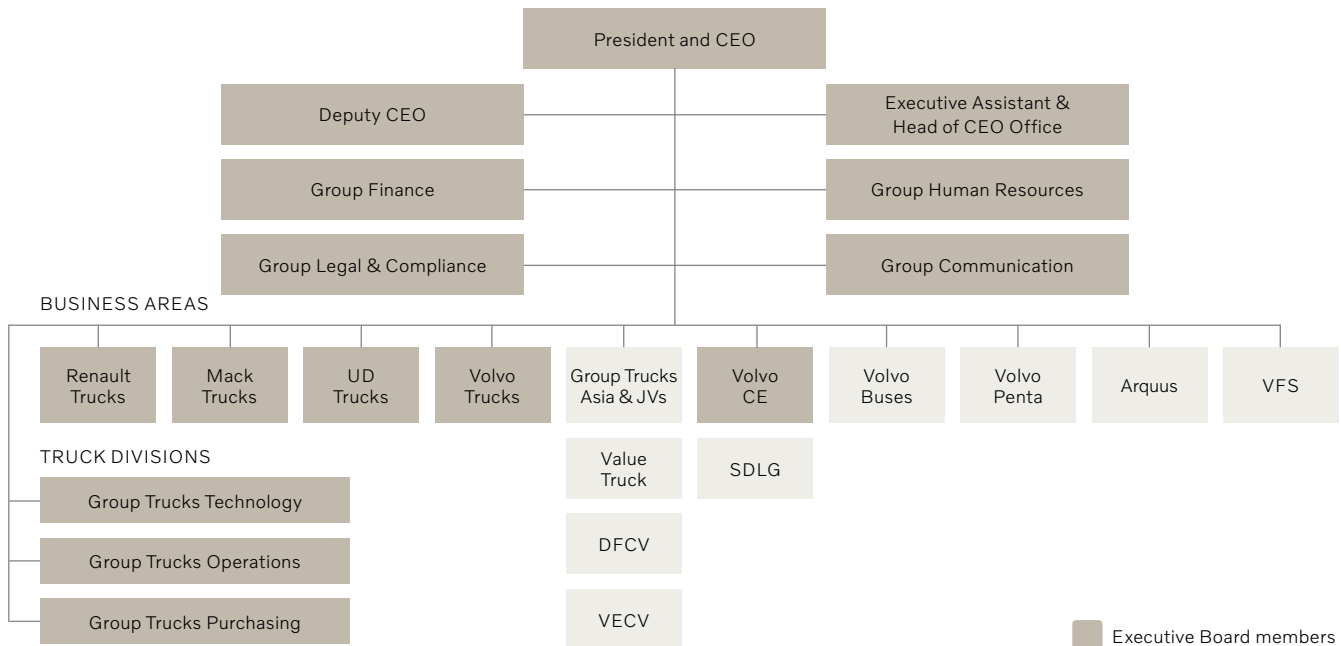 President and CEO
Deputy CEO
Executive Assistant &
Head of CEO Office
Group Finance
Group Human Resources
Group Legal & Compliance
Group Communication
BUSINESS AREAS
Renault
Trucks
Mack
Trucks
UD
Trucks
Volvo
Trucks
Group Trucks
Asia & JVs
Volvo
CE
Volvo
Buses
Volvo
Penta
Arquus
VFS
TRUCK DIVISIONS
Value
Truck
SDLG
Group Trucks Technology
DFCV
Group Trucks Operations
VECV
Group Trucks Purchasing
Executive Board members